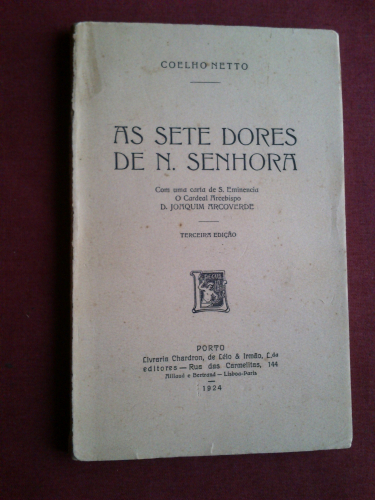 COELHO NETTO
AS SETE DORES
DE N. SENHORA
Com uma carta de S. Eminencia
O Cardeal Arcebispo
D. JOAQUIM ARCOVERDE
TERCEIRA EDIÇÃO
PORTO
Livraria Chardron, de Lélo & Irmão, L.da
editores — Rua das Carmelitas, 144
Aillaud e Bertrand — Lisboa-Paris
1924